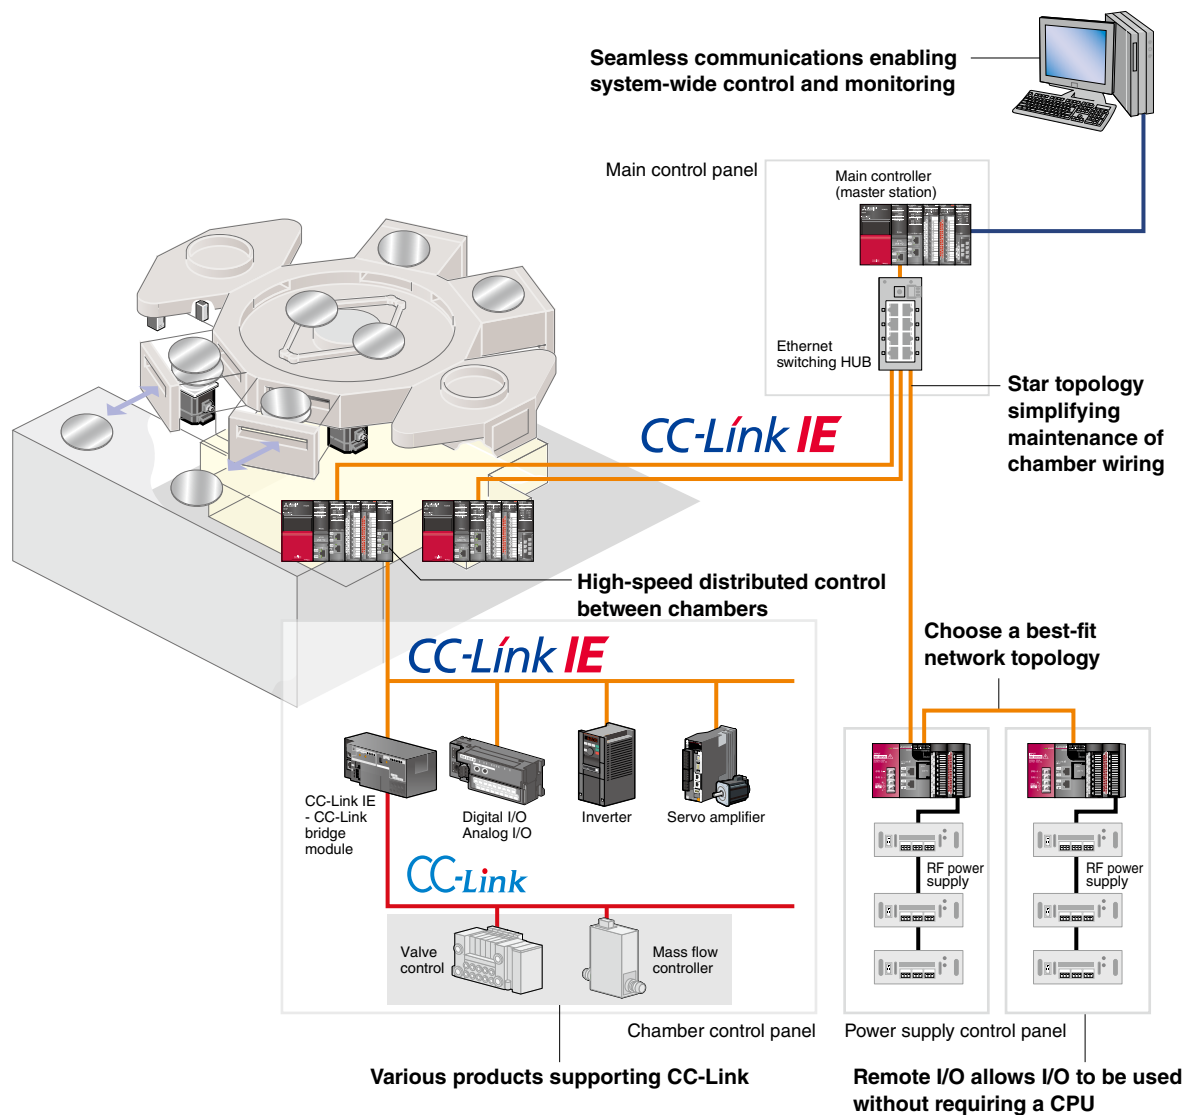 Seamless communications enabling
system-wide control and monitoring
Main control panel
Main controller
(master station)
Ethernet
switching HUB
Star topology
simplifying
maintenance of
chamber wiring
CC-Link IE
High-speed distributed control
between chambers
CC-Link IE
Choose a best-fit
network topology
CC-Link IE
- CC-Link
bridge
module
Digital I/O
Analog I/O
Inverter
Servo amplifier
RF power
supply
RF power
supply
CC-Link
Valve
control
Mass flow
controller
Chamber control panel
Power supply control panel
Various products supporting CC-Link
Remote I/O allows I/O to be used
without requiring a CPU